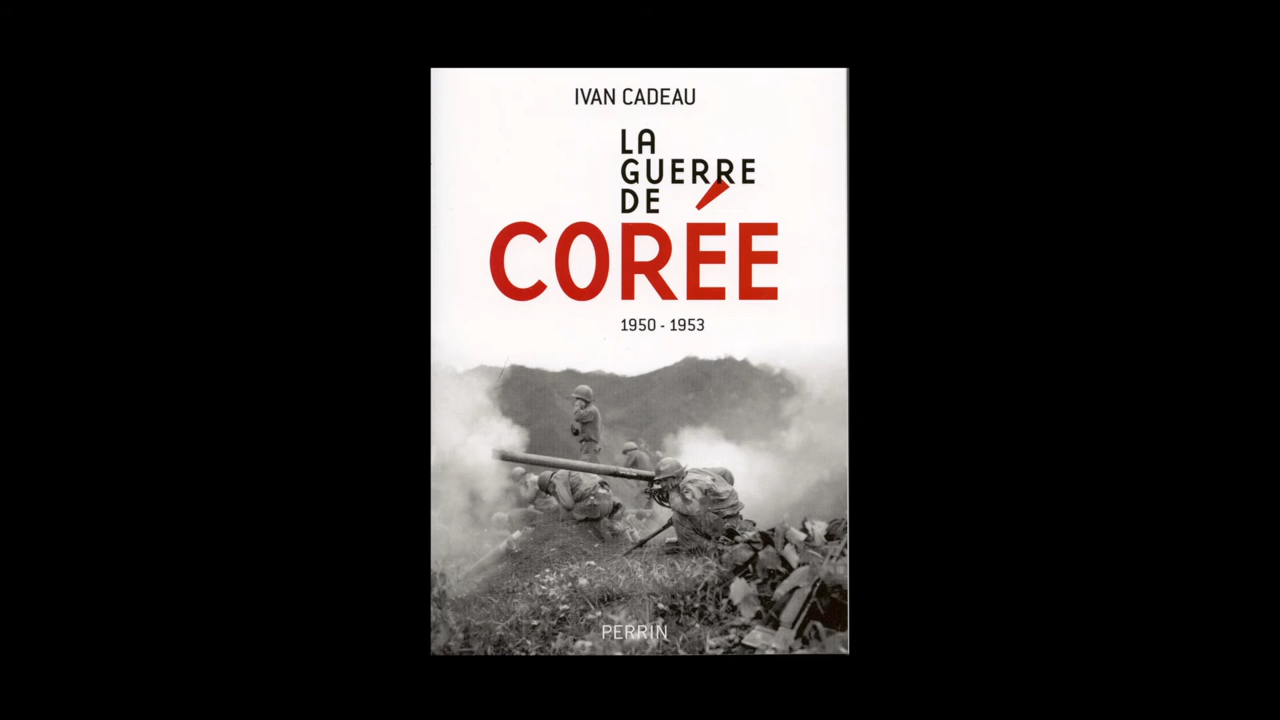 IVAN CADEAU
LA
GUERRE
DE
CORÉE
1950 - 1953
PERRIN